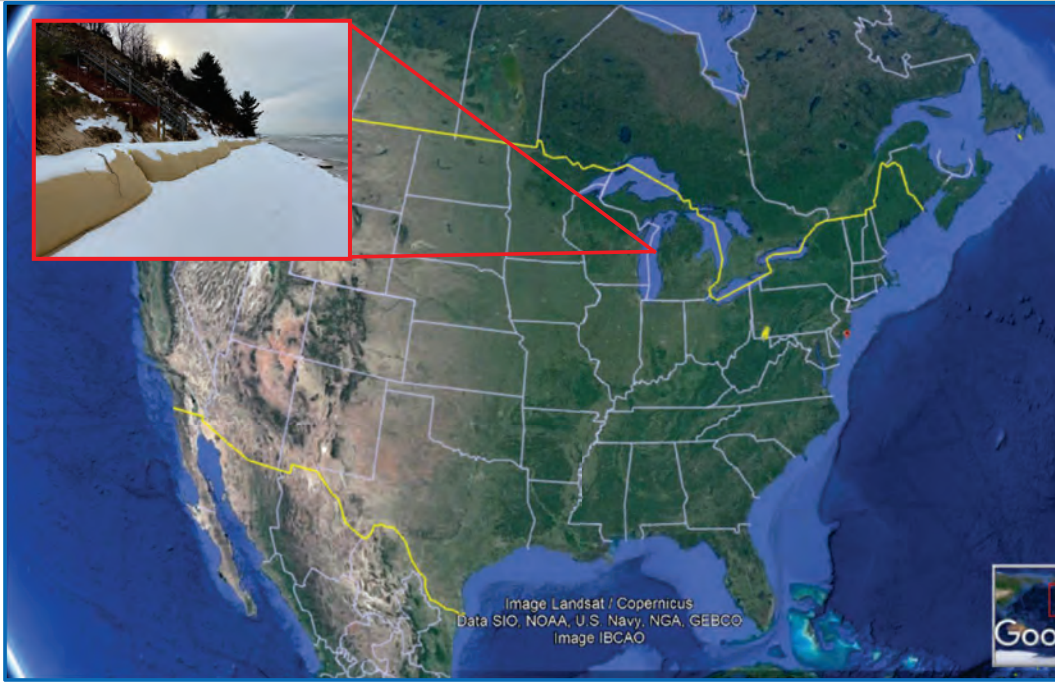 Image Landsat / Copernicus
Data SIO, NOAA, U.S. Navy, NGA, GEBCO
Image IBCAO
Goo